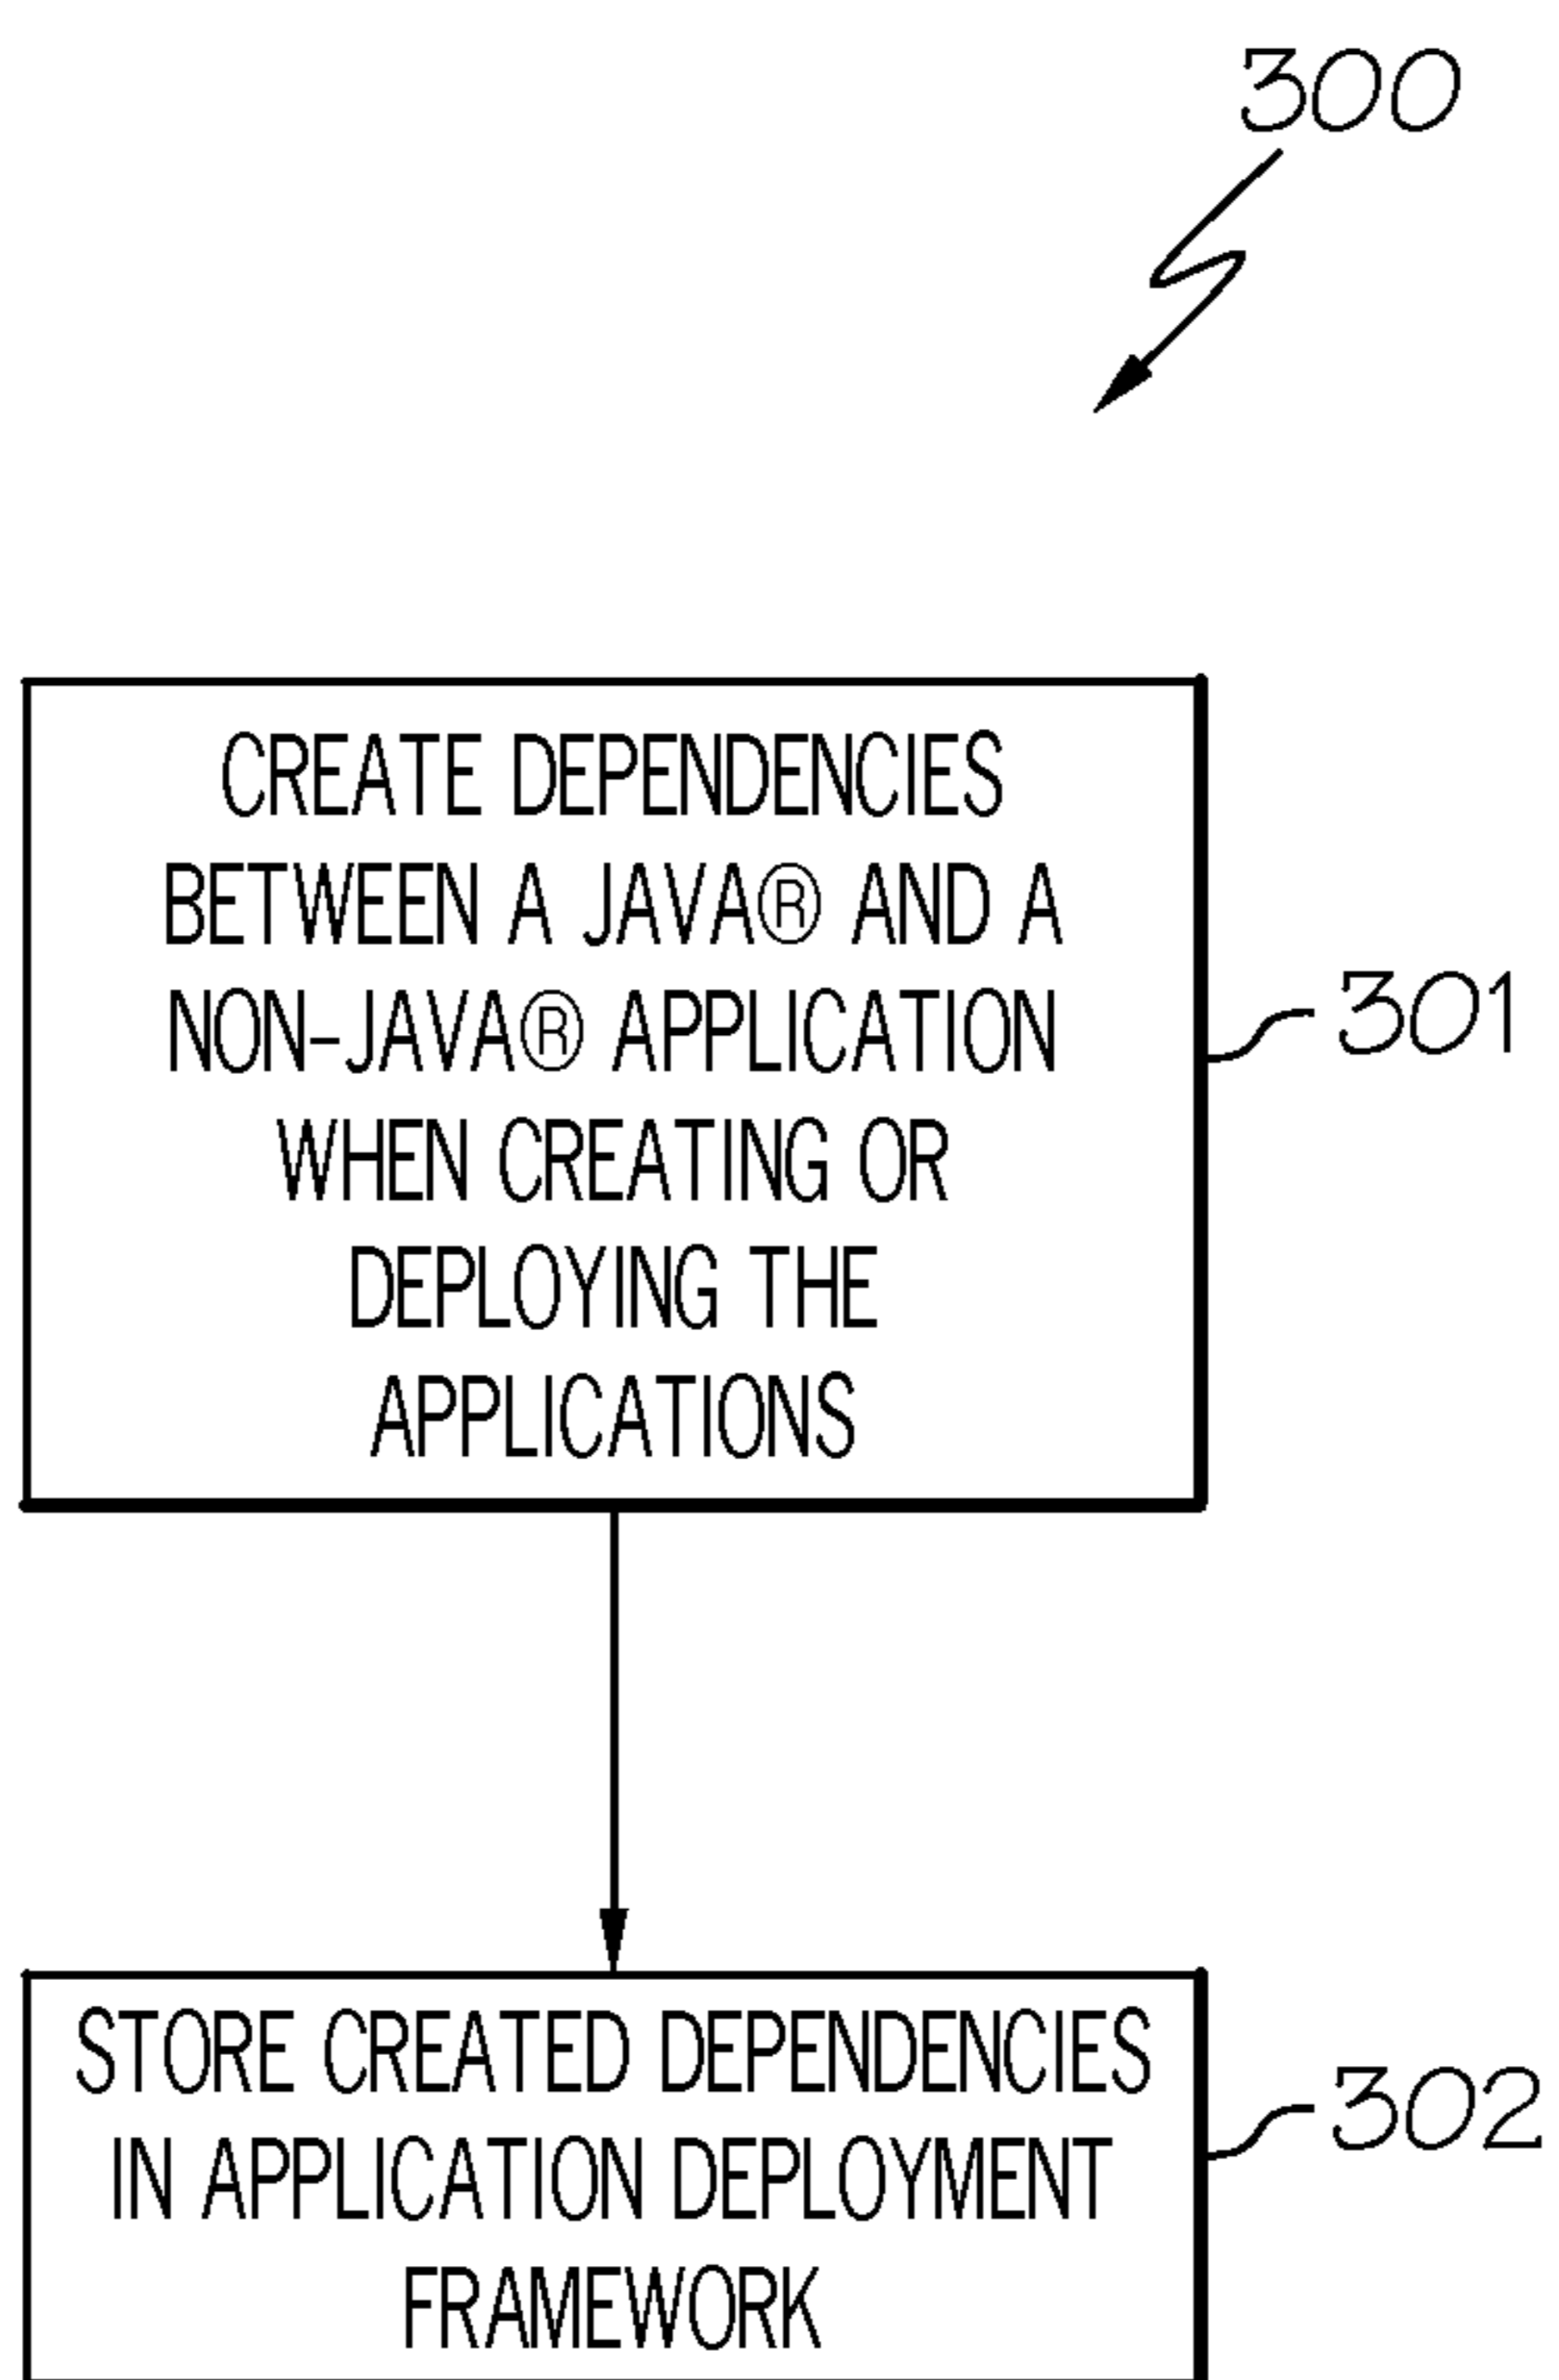 300
CREATE DEPENDENCIES
BETWEEN A JAVA® AND A
NON-JAVA® APPLICATION
WHEN CREATING OR
DEPLOYING THE
APPLICATIONS
301
STORE CREATED DEPENDENCIES
IN APPLICATION DEPLOYMENT
FRAMEWORK
302